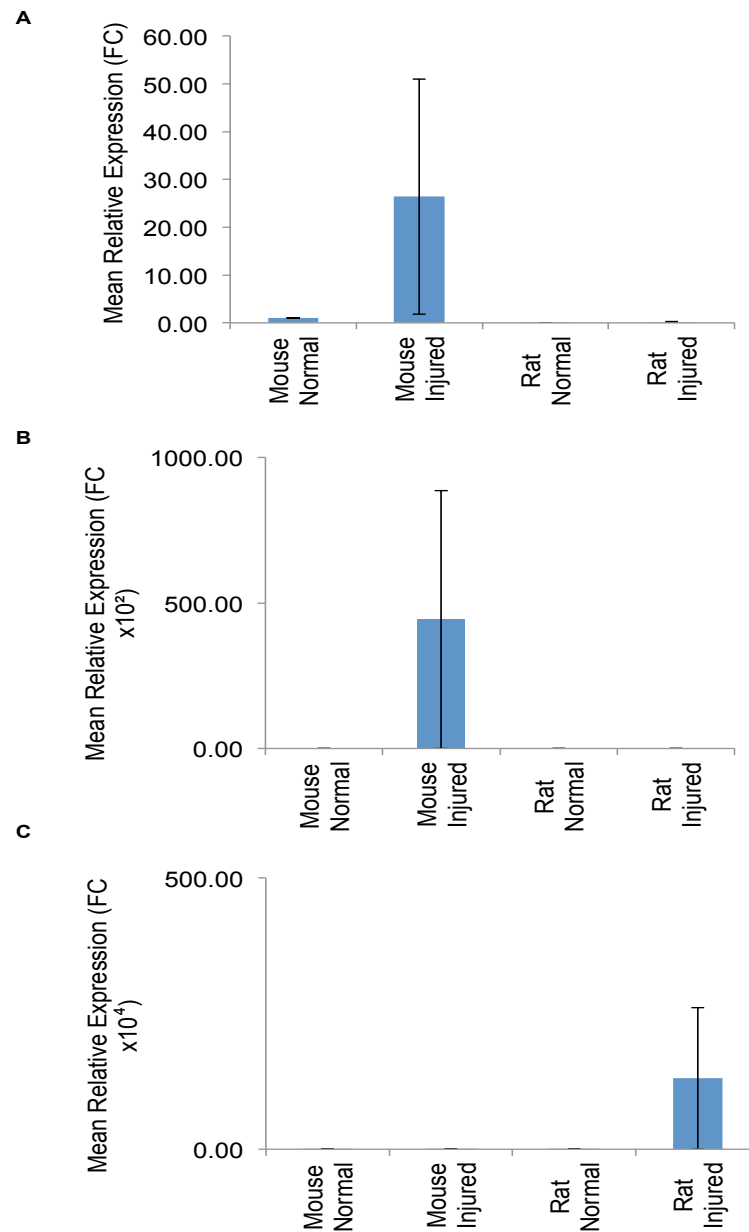 A
Mean Relative Expression (FC)
60.00
50.00
40.00
30.00
20.00
10.00
0.00
Mouse
Normal
Mouse
Injured
Rat
Normal
Rat
Injured
B
Mean Relative Expression (FC
x10²)
1000.00
500.00
0.00
Mouse
Normal
Mouse
Injured
Rat
Normal
Rat
Injured
C
Mean Relative Expression (FC
x10⁴)
500.00
0.00
Mouse
Normal
Mouse
Injured
Rat
Normal
Rat
Injured